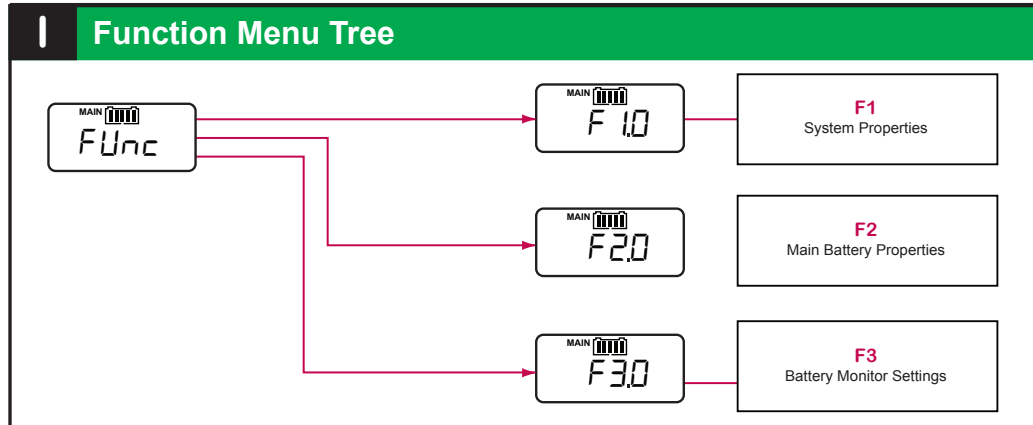 I Function Menu Tree
MAIN
FUnc
MAIN
F 1.0
F1
System Properties
MAIN
F2.0
F2
Main Battery Properties
MAIN
F3.0
F3
Battery Monitor Settings